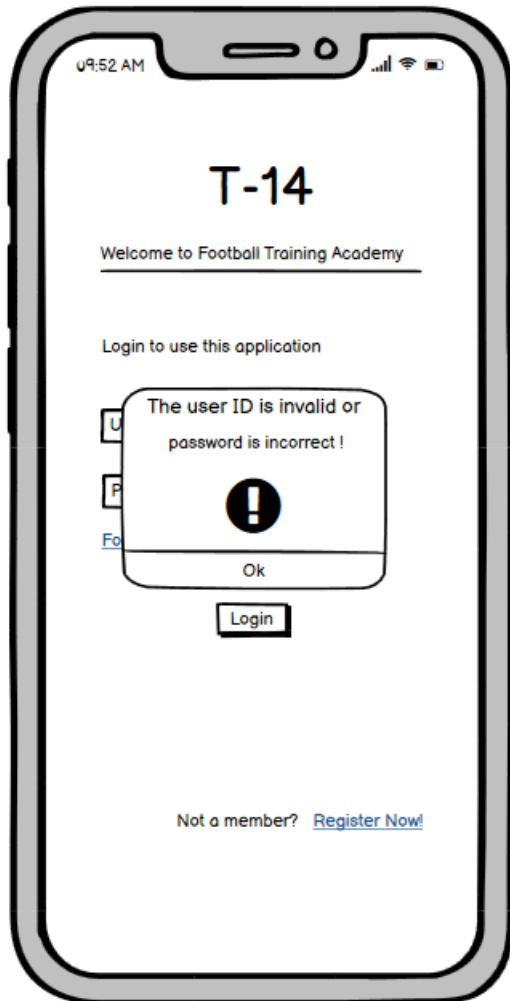 09:52 AM
T-14
Welcome to Football Training Academy
Login to use this application
The user ID is invalid or
password is incorrect !
U
P
Fo
Ok
Login
Not a member? Register Now!